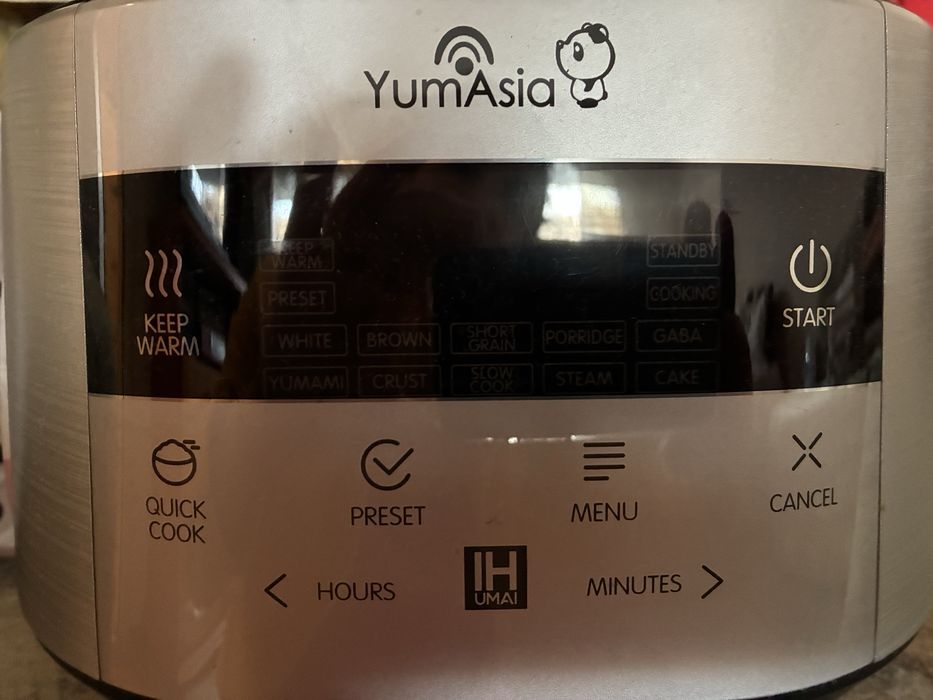 YumAsia
KEEP
WARM
STANDBY
PRESET
COOKING
WHITE BROWN SHORT GRAIN PORRIDGE GABA
YUMAMI CRUST SLOW COOK STEAM CAKE
KEEP
WARM
START
QUICK
COOK
PRESET
MENU
CANCEL
< HOURS
IH
UMAI
MINUTES >